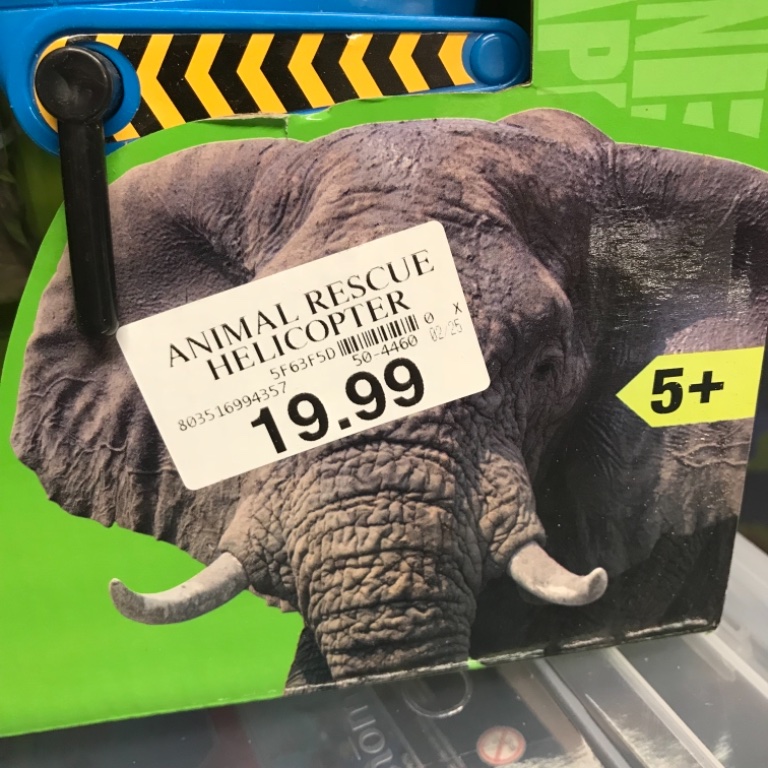 ANIMAL RESCUE
HELICOPTER
5F63F5D 0 X
50-4460 02/25
803516994357
19.99
5+